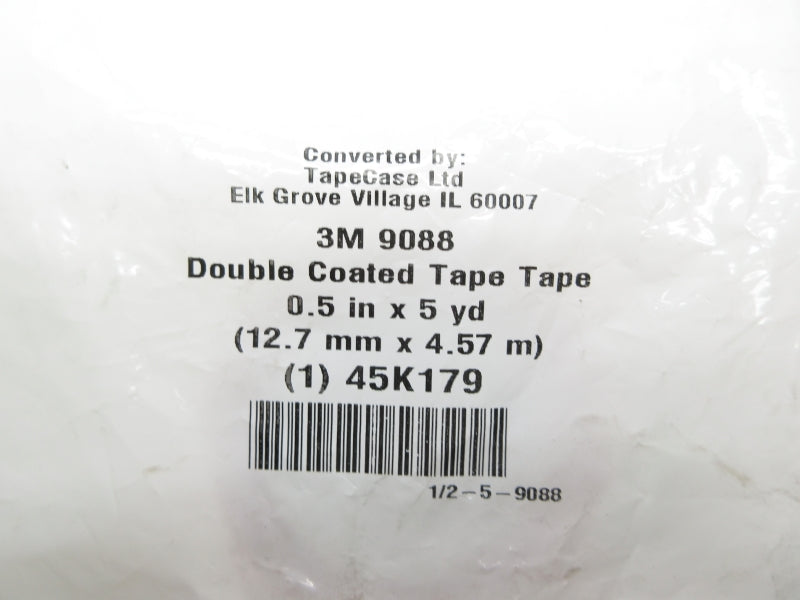 Converted by:
TapeCase Ltd
Elk Grove Village IL 60007
3M 9088
Double Coated Tape Tape
0.5 in x 5 yd
(12.7 mm x 4.57 m)
(1) 45K179
1/2-5-9088